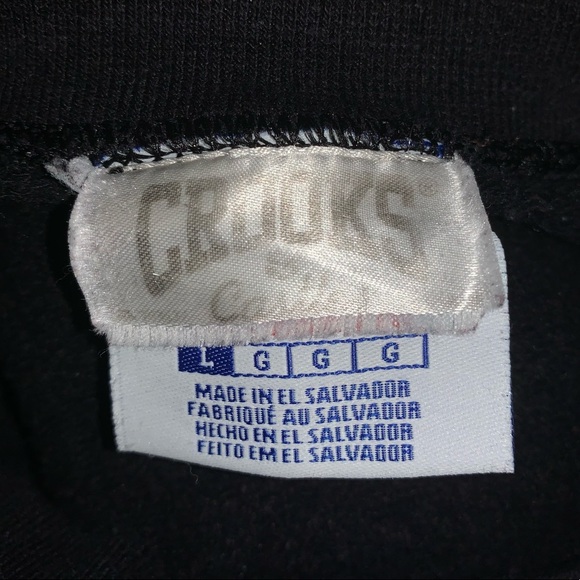 CROOKS®
L G G G
MADE IN EL SALVADOR
FABRIQUÉ AU SALVADOR
HECHO EN EL SALVADOR
FEITO EM EL SALVADOR